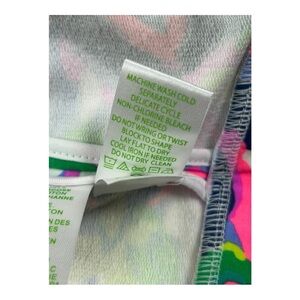 MACHINE WASH COLD
SEPARATELY
DELICATE CYCLE
NON-CHLORINE BLEACH
IF NEEDED
DO NOT WRING OR TWIST
BLOCK TO SHAPE
LAY FLAT TO DRY
COOL IRON IF NEEDED
DO NOT DRY CLEAN